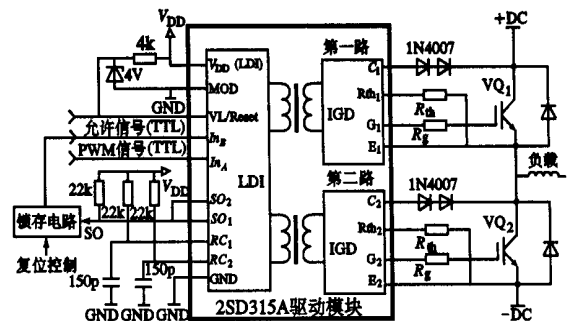 V_DD
4k
4V
GND
允许信号(TTL)
PWM信号(TTL)
22k
22k
22k
V_DD
锁存电路
SO
复位控制
150p
150p
GND
GND
GND
V_DD (LDI)
MOD
VL/Reset
In_B
In_A
LDI
SO_2
SO_1
RC_1
RC_2
GND
第一路
IGD
C_1
Rth_1
G_1
E_1
第二路
IGD
C_2
Rth_2
G_2
E_2
2SD315A驱动模块
+DC
1N4007
VQ_1
R_th
R_g
负载
1N4007
VQ_2
R_th
R_g
-DC